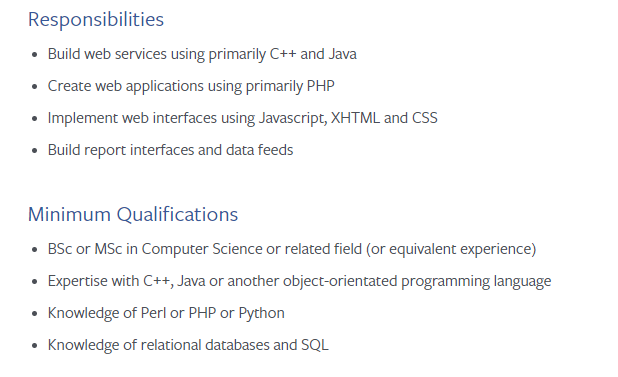 Responsibilities
• Build web services using primarily C++ and Java
• Create web applications using primarily PHP
• Implement web interfaces using Javascript, XHTML and CSS
• Build report interfaces and data feeds
Minimum Qualifications
• BSc or MSc in Computer Science or related field (or equivalent experience)
• Expertise with C++, Java or another object-orientated programming language
• Knowledge of Perl or PHP or Python
• Knowledge of relational databases and SQL